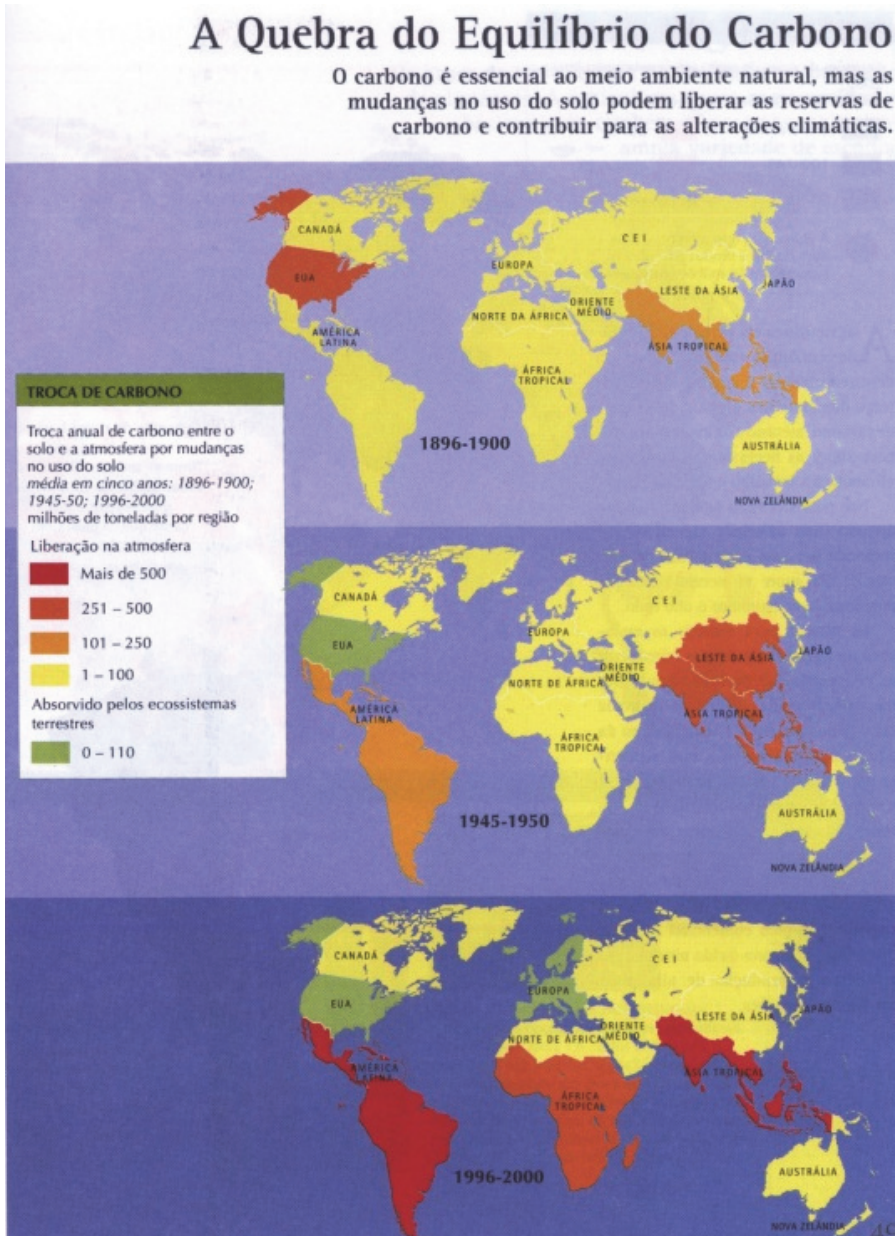 A Quebra do Equilíbrio do Carbono
O carbono é essencial ao meio ambiente natural, mas as
mudanças no uso do solo podem liberar as reservas de
carbono e contribuir para as alterações climáticas.
CANADÁ
EUA
AMÉRICA
LATINA
EUROPA
CEI
NORTE DA ÁFRICA
ORIENTE
MÉDIO
LESTE DA ÁSIA
JAPÃO
ÁSIA TROPICAL
ÁFRICA
TROPICAL
AUSTRÁLIA
NOVA ZELÂNDIA
1896-1900
TROCA DE CARBONO
Troca anual de carbono entre o
solo e a atmosfera por mudanças
no uso do solo
média em cinco anos: 1896-1900;
1945-50; 1996-2000
milhões de toneladas por região
Liberação na atmosfera
Mais de 500
251 – 500
101 – 250
1 – 100
Absorvido pelos ecossistemas
terrestres
0 – 110
CANADÁ
EUA
AMÉRICA
LATINA
EUROPA
CEI
NORTE DE ÁFRICA
ORIENTE
MÉDIO
LESTE DA ÁSIA
JAPÃO
ÁSIA TROPICAL
ÁFRICA
TROPICAL
AUSTRÁLIA
NOVA ZELÂNDIA
1945-1950
CANADÁ
EUA
AMÉRICA
LATINA
EUROPA
CEI
NORTE DE ÁFRICA
ORIENTE
MÉDIO
LESTE DA ÁSIA
JAPÃO
ÁSIA TROPICAL
ÁFRICA
TROPICAL
AUSTRÁLIA
NOVA ZELÂNDIA
1996-2000